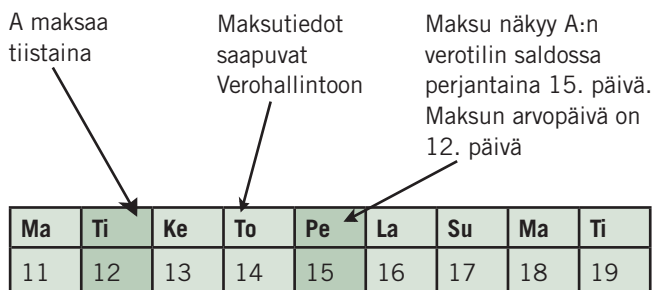 A maksaa
tiistaina
Maksutiedot
saapuvat
Verohallintoon
Maksu näkyy A:n
verotilin saldossa
perjantaina 15. päivä.
Maksun arvopäivä on
12. päivä
Ma Ti Ke To Pe La Su Ma Ti
11 12 13 14 15 16 17 18 19